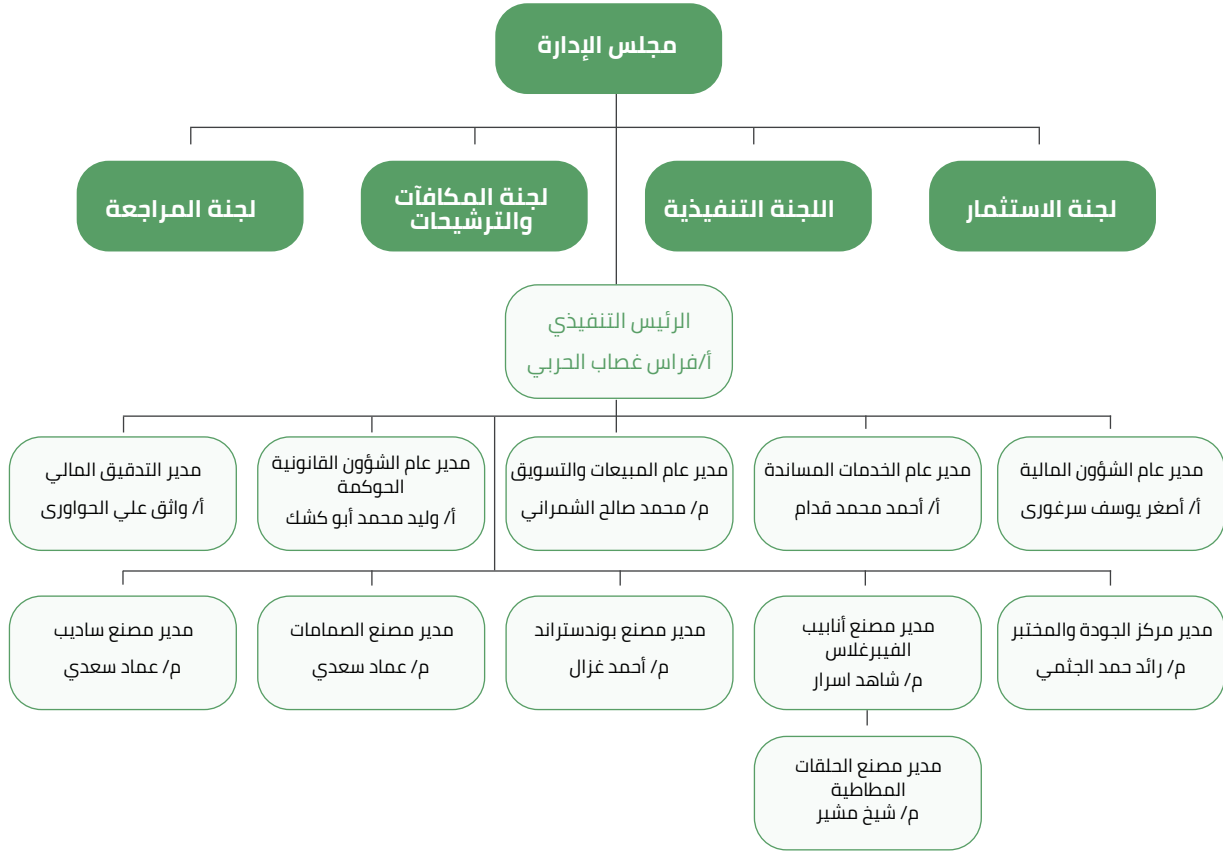 مجلس الإدارة
لجنة الاستثمار
اللجنة التنفيذية
لجنة المكافآت
والترشيحات
لجنة المراجعة
الرئيس التنفيذي
أ/فراس غصاب الحربي
مدير عام الشؤون المالية
أ/ أصغر يوسف سرغورى
مدير عام الخدمات المساندة
أ/ أحمد محمد قدام
مدير عام المبيعات والتسويق
م/ محمد صالح الشمراني
مدير عام الشؤون القانونية
الحوكمة
أ/ وليد محمد أبو كشك
مدير التدقيق المالي
أ/ واثق علي الحواورى
مدير مركز الجودة والمختبر
م/ رائد حمد الجثمي
مدير مصنع أنابيب
الفيبرغلاس
م/ شاهد اسرار
مدير مصنع بوندستراند
م/ أحمد غزال
مدير مصنع الصمامات
م/ عماد سعدي
مدير مصنع ساديب
م/ عماد سعدي
مدير مصنع الحلقات
المطاطية
م/ شيخ مشير